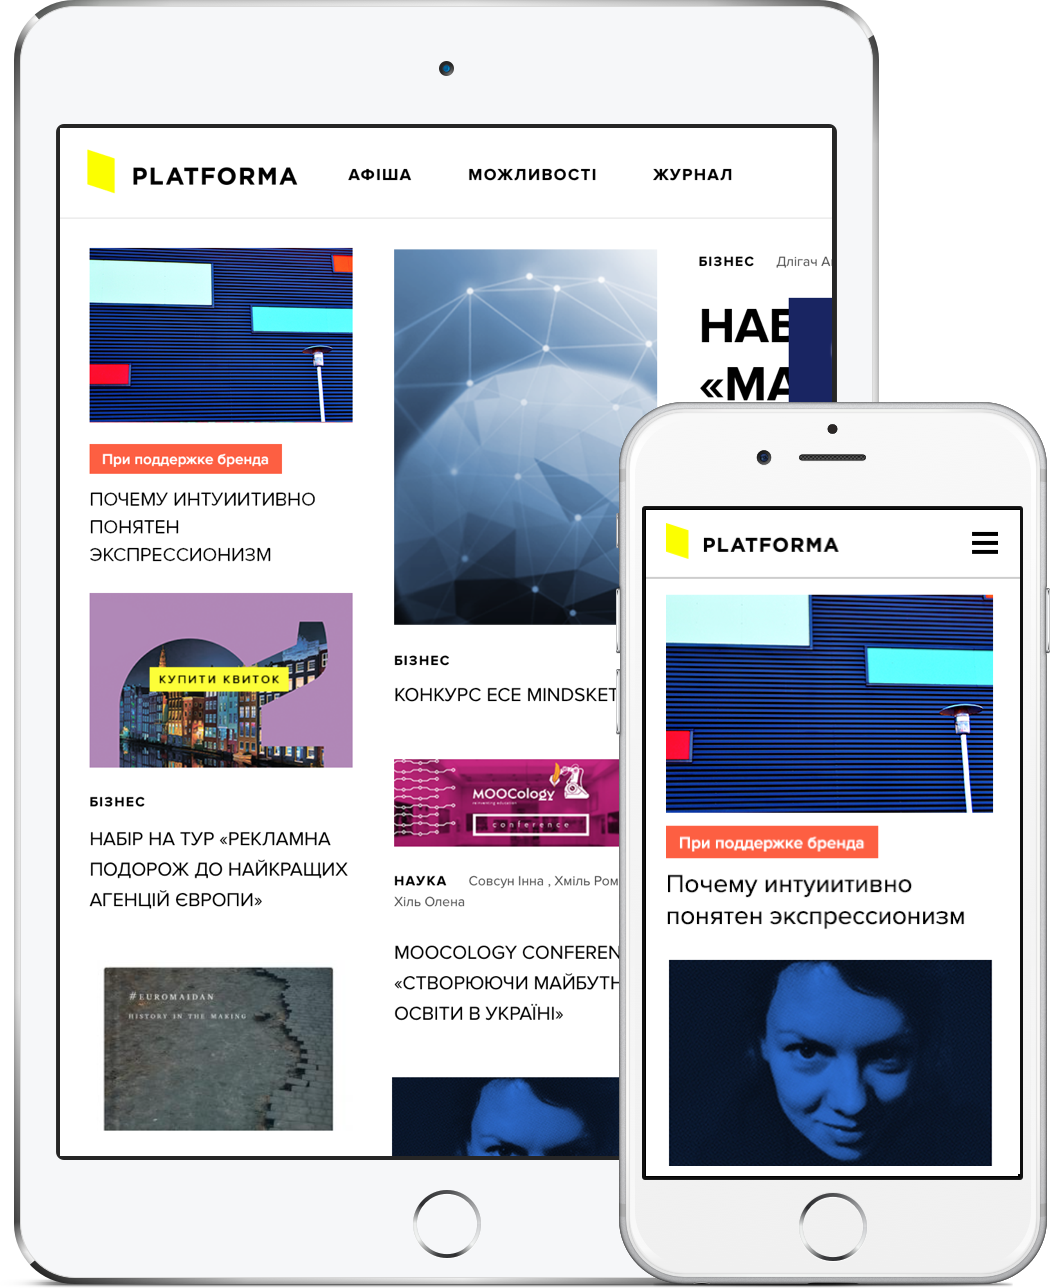 PLATFORMA
АФІША
МОЖЛИВОСТІ
ЖУРНАЛ
При поддержке бренда
ПОЧЕМУ ИНТУИИТИВНО
ПОНЯТЕН
ЭКСПРЕССИОНИЗМ
КУПИТИ КВИТОК
БІЗНЕС
НАБІР НА ТУР «РЕКЛАМНА
ПОДОРОЖ ДО НАЙКРАЩИХ
АГЕНЦІЙ ЄВРОПИ»
#EUROMAIDAN
HISTORY IN THE MAKING
БІЗНЕС
КОНКУРС ЕСЕ MINDSKET
MOOCology
reinventing education
conference
НАУКА Совсун Інна , Хміль Ром
Хіль Олена
MOOCOLOGY CONFEREN
«СТВОРЮЮЧИ МАЙБУТН
ОСВІТИ В УКРАЇНІ»
БІЗНЕС Длігач А
НАВ
«МА
PLATFORMA
При поддержке бренда
Почему интуиитивно
понятен экспрессионизм